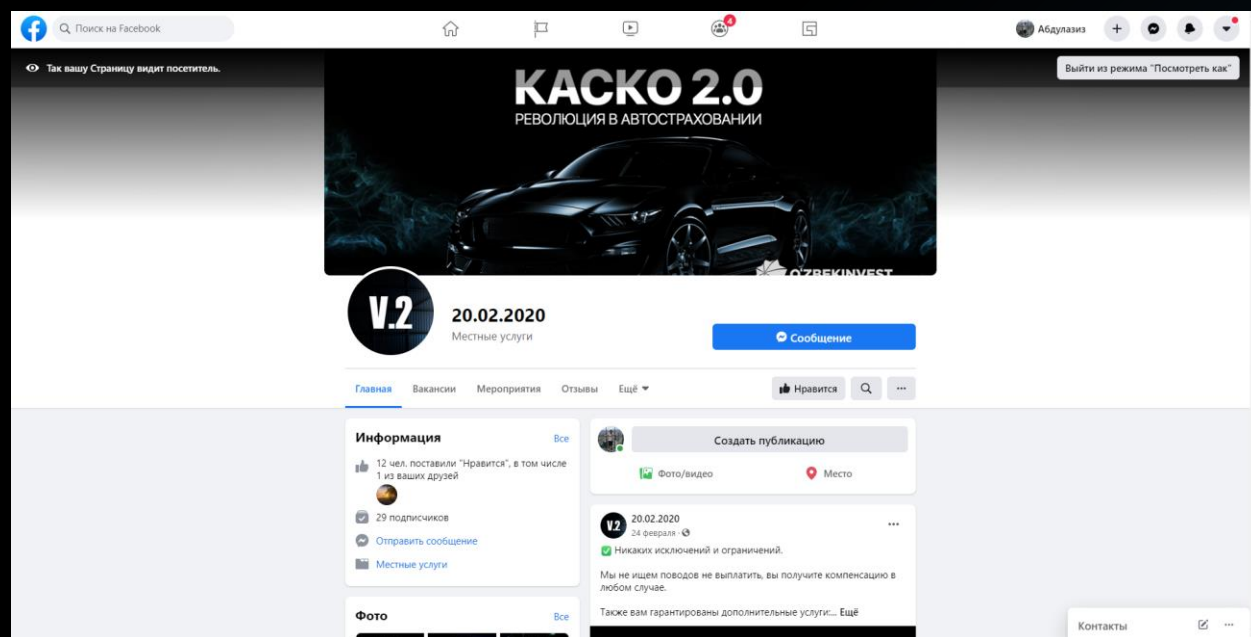 Поиск на Facebook
4
Абдулазиз
Так вашу Страницу видит посетитель.
Выйти из режима "Посмотреть как"
КАСКО 2.0
РЕВОЛЮЦИЯ В АВТОСТРАХОВАНИИ
O'ZBEKINVEST
V.2
20.02.2020
Местные услуги
Сообщение
Главная
Вакансии
Мероприятия
Отзывы
Ещё
Нравится
Информация
Все
12 чел. поставили "Нравится", в том числе
1 из ваших друзей
29 подписчиков
Отправить сообщение
Местные услуги
Фото
Все
Создать публикацию
Фото/видео
Место
V.2
20.02.2020
24 февраля ·
Никаких исключений и ограничений.
Мы не ищем поводов не выплатить, вы получите компенсацию в
любом случае.
Также вам гарантированы дополнительные услуги:... Ещё
Контакты